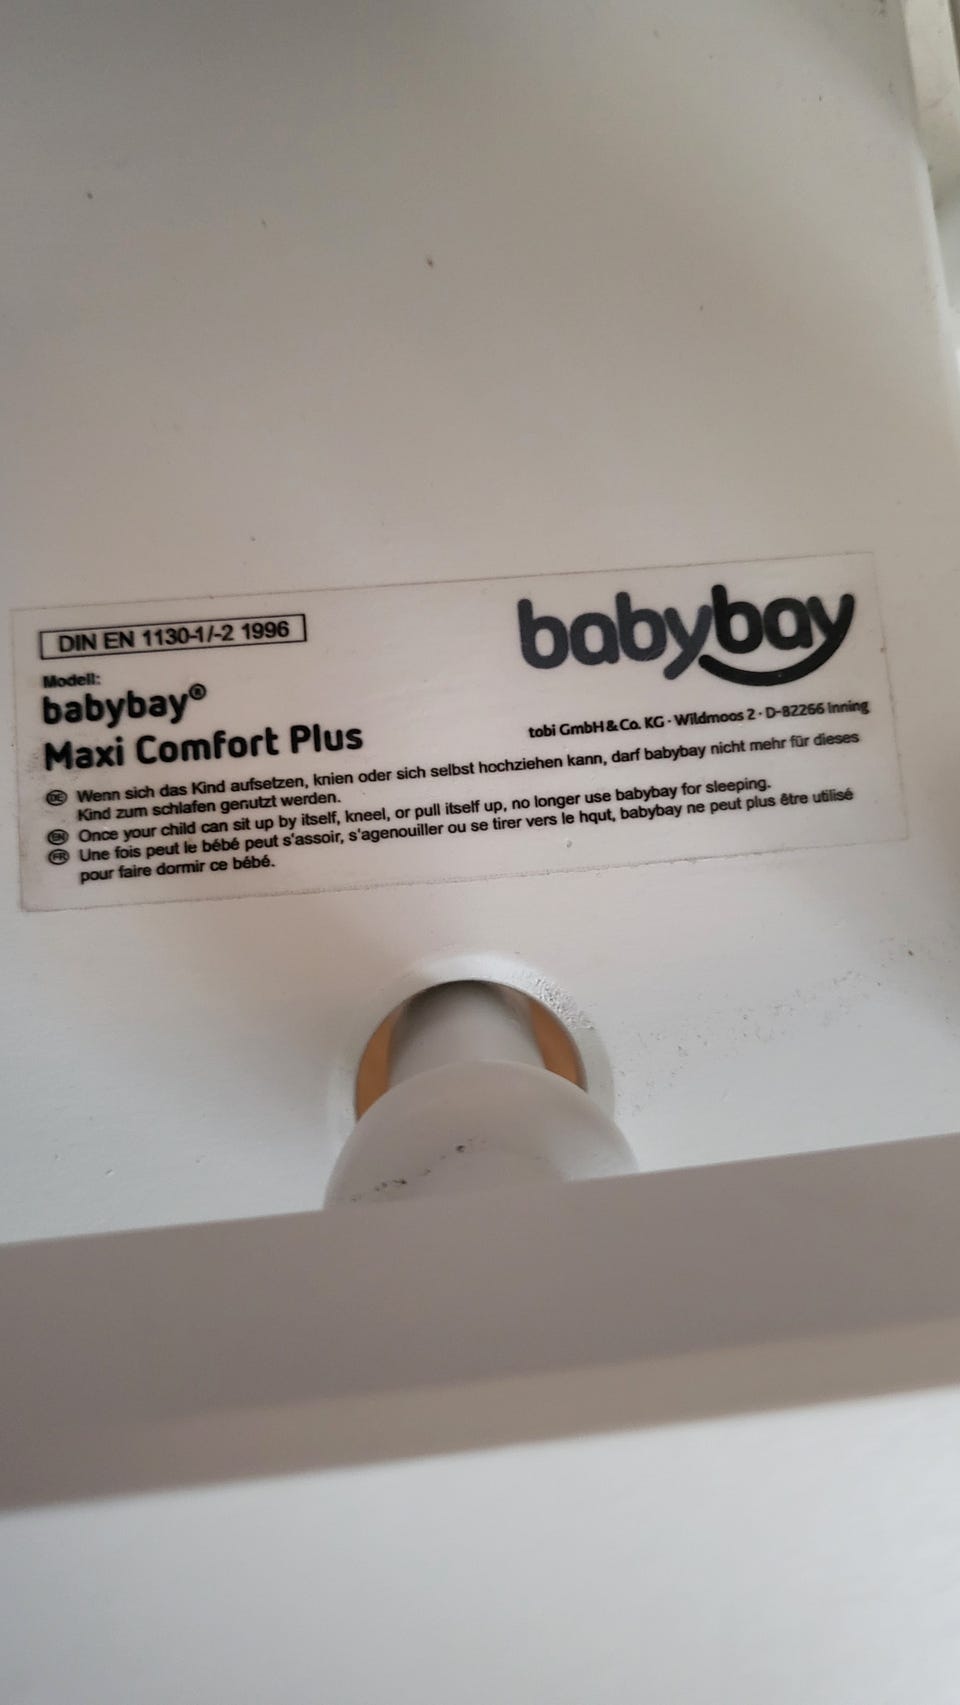 DIN EN 1130-1/-2 1996
babybay
Modell:
babybay®
Maxi Comfort Plus
tobi GmbH & Co. KG · Wildmoos 2 · D-82266 Inning
DE Wenn sich das Kind aufsetzen, knien oder sich selbst hochziehen kann, darf babybay nicht mehr für dieses
Kind zum schlafen genutzt werden.
EN Once your child can sit up by itself, kneel, or pull itself up, no longer use babybay for sleeping.
FR Une fois peut le bébé peut s'assoir, s'agenouiller ou se tirer vers le hqut, babybay ne peut plus être utilisé
pour faire dormir ce bébé.